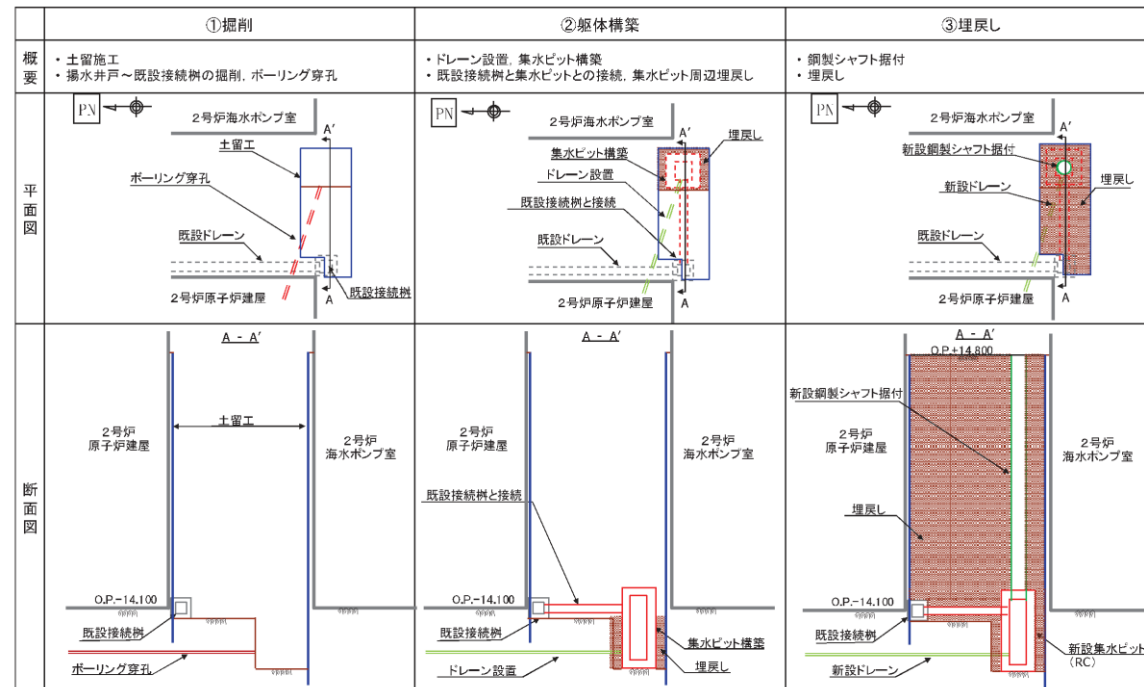 ①掘削
②躯体構築
③埋戻し
概要
・土留施工
・揚水井戸～既設接続桝の掘削，ボーリング穿孔
・ドレーン設置，集水ピット構築
・既設接続桝と集水ピットとの接続，集水ピット周辺埋戻し
・鋼製シャフト据付
・埋戻し
平面図
PN
2号炉海水ポンプ室
A′
土留工
ボーリング穿孔
既設ドレーン
2号炉原子炉建屋
A
既設接続桝
PN
2号炉海水ポンプ室
A′
集水ピット構築
埋戻し
ドレーン設置
既設接続桝と接続
既設ドレーン
2号炉原子炉建屋
A
PN
2号炉海水ポンプ室
A′
新設鋼製シャフト据付
埋戻し
新設ドレーン
既設ドレーン
2号炉原子炉建屋
A
断面図
A - A′
土留工
2号炉
原子炉建屋
2号炉
海水ポンプ室
O.P.-14.100
既設接続桝
ボーリング穿孔
A - A′
2号炉
原子炉建屋
2号炉
海水ポンプ室
既設接続桝と接続
O.P.-14.100
既設接続桝
集水ピット構築
埋戻し
ドレーン設置
A - A′
O.P.+14.800
新設鋼製シャフト据付
2号炉
原子炉建屋
2号炉
海水ポンプ室
埋戻し
O.P.-14.100
既設接続桝
新設集水ピット
(RC)
新設ドレーン